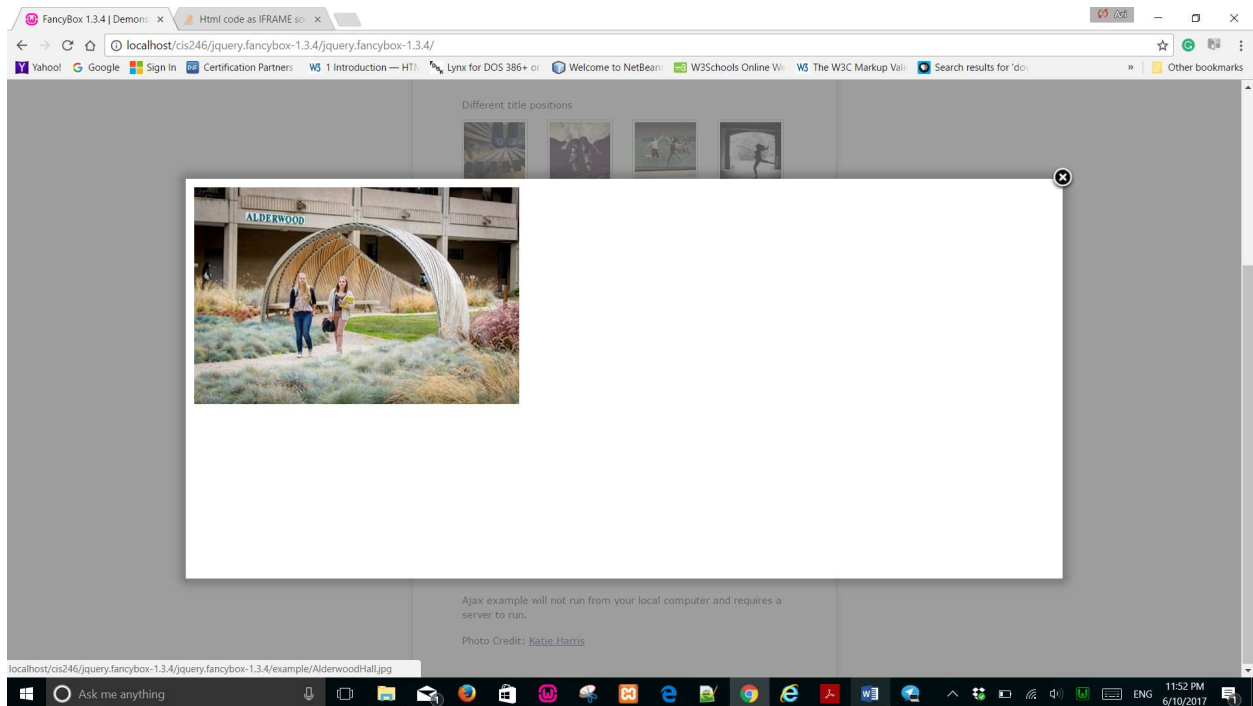 FancyBox 1.3.4 | Demons
Html code as IFRAME so
Azi
localhost/cis246/jquery.fancybox-1.3.4/jquery.fancybox-1.3.4/
Yahoo! Google Sign In Certification Partners W3 1 Introduction — HTM Lynx for DOS 386+ or Welcome to NetBeans W3Schools Online We W3 The W3C Markup Vali Search results for 'do » Other bookmarks
Different title positions
ALDERWOOD
Ajax example will not run from your local computer and requires a
server to run.
Photo Credit: Katie Harris
localhost/cis246/jquery.fancybox-1.3.4/jquery.fancybox-1.3.4/example/AlderwoodHall.jpg
Ask me anything
ENG
11:52 PM
6/10/2017